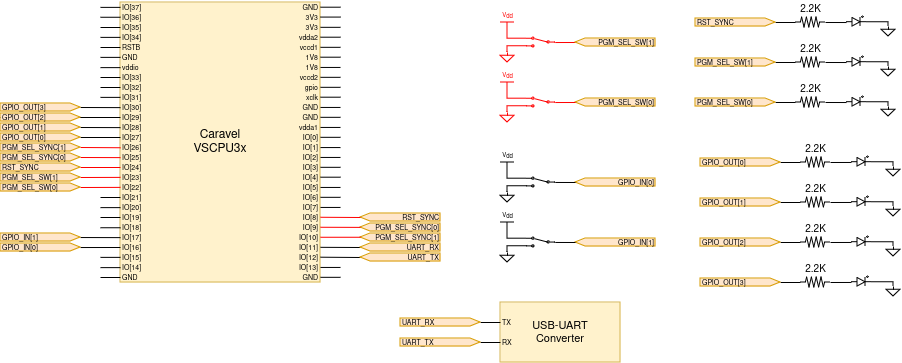 IO[37]
IO[36]
IO[35]
IO[34]
RSTB
GND
vddio
IO[33]
IO[32]
IO[31]
GPIO_OUT[3] IO[30]
GPIO_OUT[2] IO[29]
GPIO_OUT[1] IO[28]
GPIO_OUT[0] IO[27]
PGM_SEL_SYNC[1] IO[26]
PGM_SEL_SYNC[0] IO[25]
RST_SYNC IO[24]
PGM_SEL_SW[1] IO[23]
PGM_SEL_SW[0] IO[22]
IO[21]
IO[20]
IO[19]
IO[18]
GPIO_IN[1] IO[17]
GPIO_IN[0] IO[16]
IO[15]
IO[14]
GND
Caravel
VSCPU3x
GND
3V3
3V3
vdda2
vccd1
1V8
1V8
vccd2
gpio
xclk
GND
GND
vdda1
IO[0]
IO[1]
IO[2]
IO[3]
IO[4]
IO[5]
IO[6]
IO[7]
IO[8] RST_SYNC
IO[9] PGM_SEL_SYNC[0]
IO[10] PGM_SEL_SYNC[1]
IO[11] UART_RX
IO[12] UART_TX
IO[13]
GND
Vdd
PGM_SEL_SW[1]
Vdd
PGM_SEL_SW[0]
Vdd
GPIO_IN[0]
Vdd
GPIO_IN[1]
2.2K
RST_SYNC
2.2K
PGM_SEL_SW[1]
2.2K
PGM_SEL_SW[0]
2.2K
GPIO_OUT[0]
2.2K
GPIO_OUT[1]
2.2K
GPIO_OUT[2]
2.2K
GPIO_OUT[3]
UART_RX TX
UART_TX RX
USB-UART
Converter